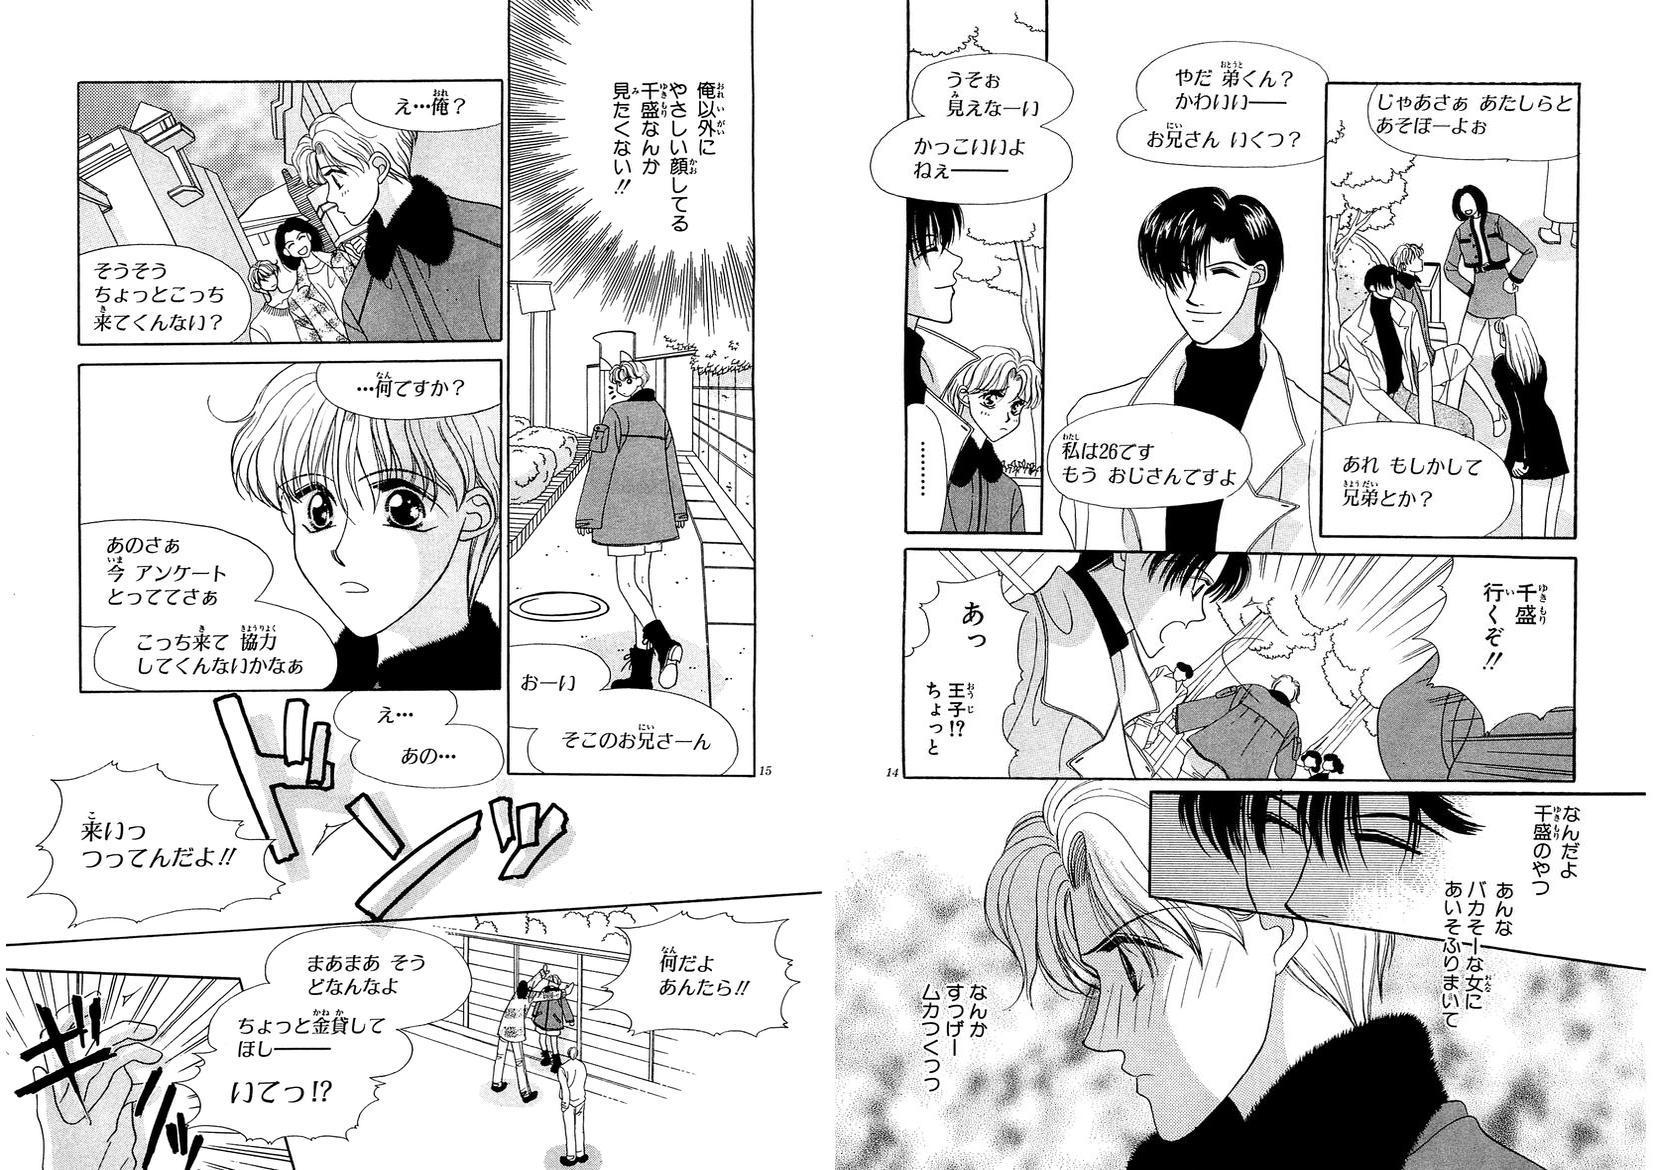 じゃあさぁ あたしらと
あそぼーよぉ
あれ もしかして
兄弟とか?
やだ 弟くん?
かわいい――
お兄さん いくつ?
私は26です
もう おじさんですよ
うそぉ
見えなーい
かっこいいよ
ねぇ――
………
千盛
行くぞ!!
あっ
王子!?
ちょっと
14
なんだよ
千盛のやつ
あんな
バカそーな女に
あいそふりまいて
なんか
すっげー
ムカつくっっ
俺以外に
やさしい顔してる
千盛なんか
見たくない!!
おーい
そこのお兄さーん
15
え…俺?
そうそう
ちょっとこっち
来てくんない?
…何ですか?
あのさぁ
今 アンケート
とっててさぁ
こっち来て 協力
してくんないかなぁ
え…
あの…
来いっ
つってんだよ!!
ドンッ
何だよ
あんたら!!
まあまあ そう
どなんなよ
ちょっと金貸して
ほし――
いてっ!?